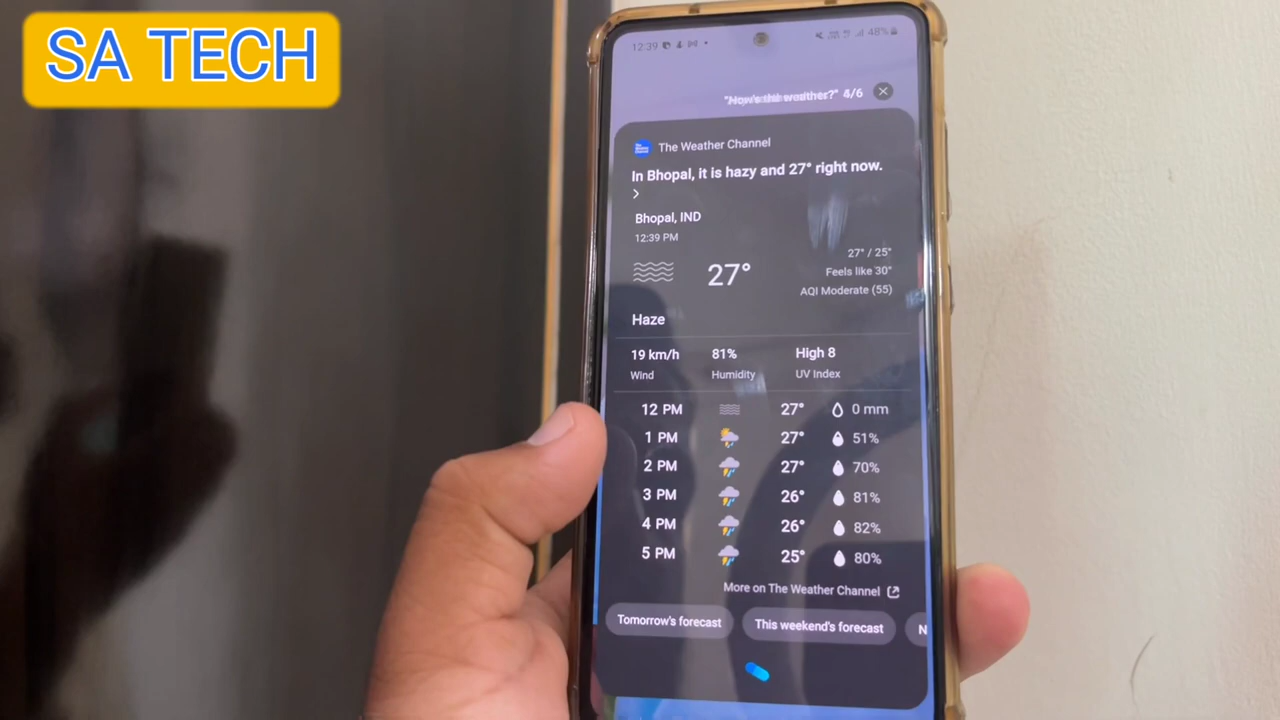 SA TECH
12:39
48%
"How's the weather?" 4/6
The Weather Channel
In Bhopal, it is hazy and 27° right now.
>
Bhopal, IND
12:39 PM
27°
27° / 25°
Feels like 30°
AQI Moderate (55)
Haze
19 km/h 81% High 8
Wind Humidity UV Index
12 PM 27° 0 mm
1 PM 27° 51%
2 PM 27° 70%
3 PM 26° 81%
4 PM 26° 82%
5 PM 25° 80%
More on The Weather Channel
Tomorrow's forecast This weekend's forecast N